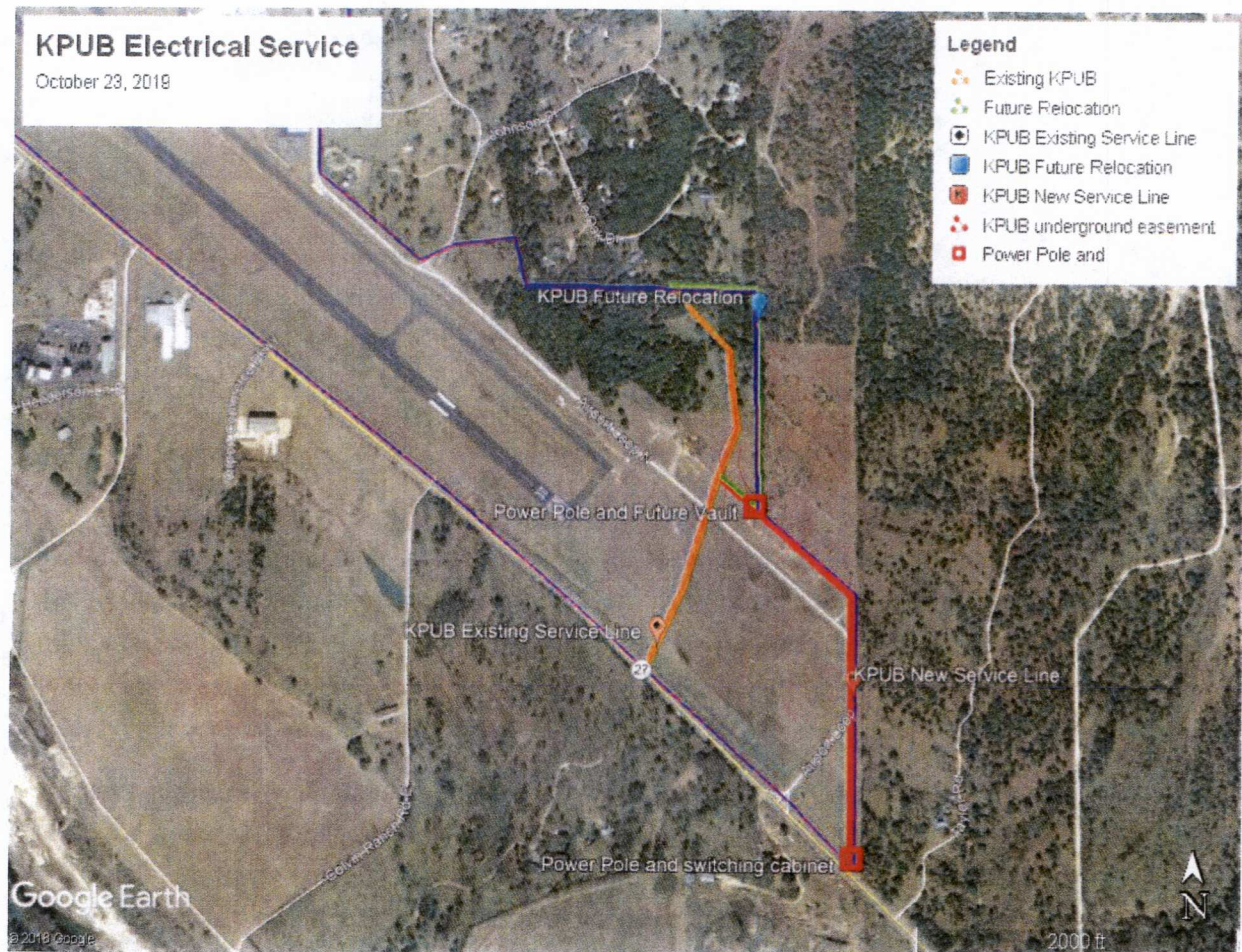 KPUB Electrical Service
October 23, 2019
Legend
Existing KPUB
Future Relocation
KPUB Existing Service Line
KPUB Future Relocation
KPUB New Service Line
KPUB underground easement
Power Pole and
KPUB Future Relocation
Power Pole and Future Vault
KPUB Existing Service Line
27
KPUB New Service Line
Power Pole and switching cabinet
Google Earth
© 2018 Google
N
2000 ft